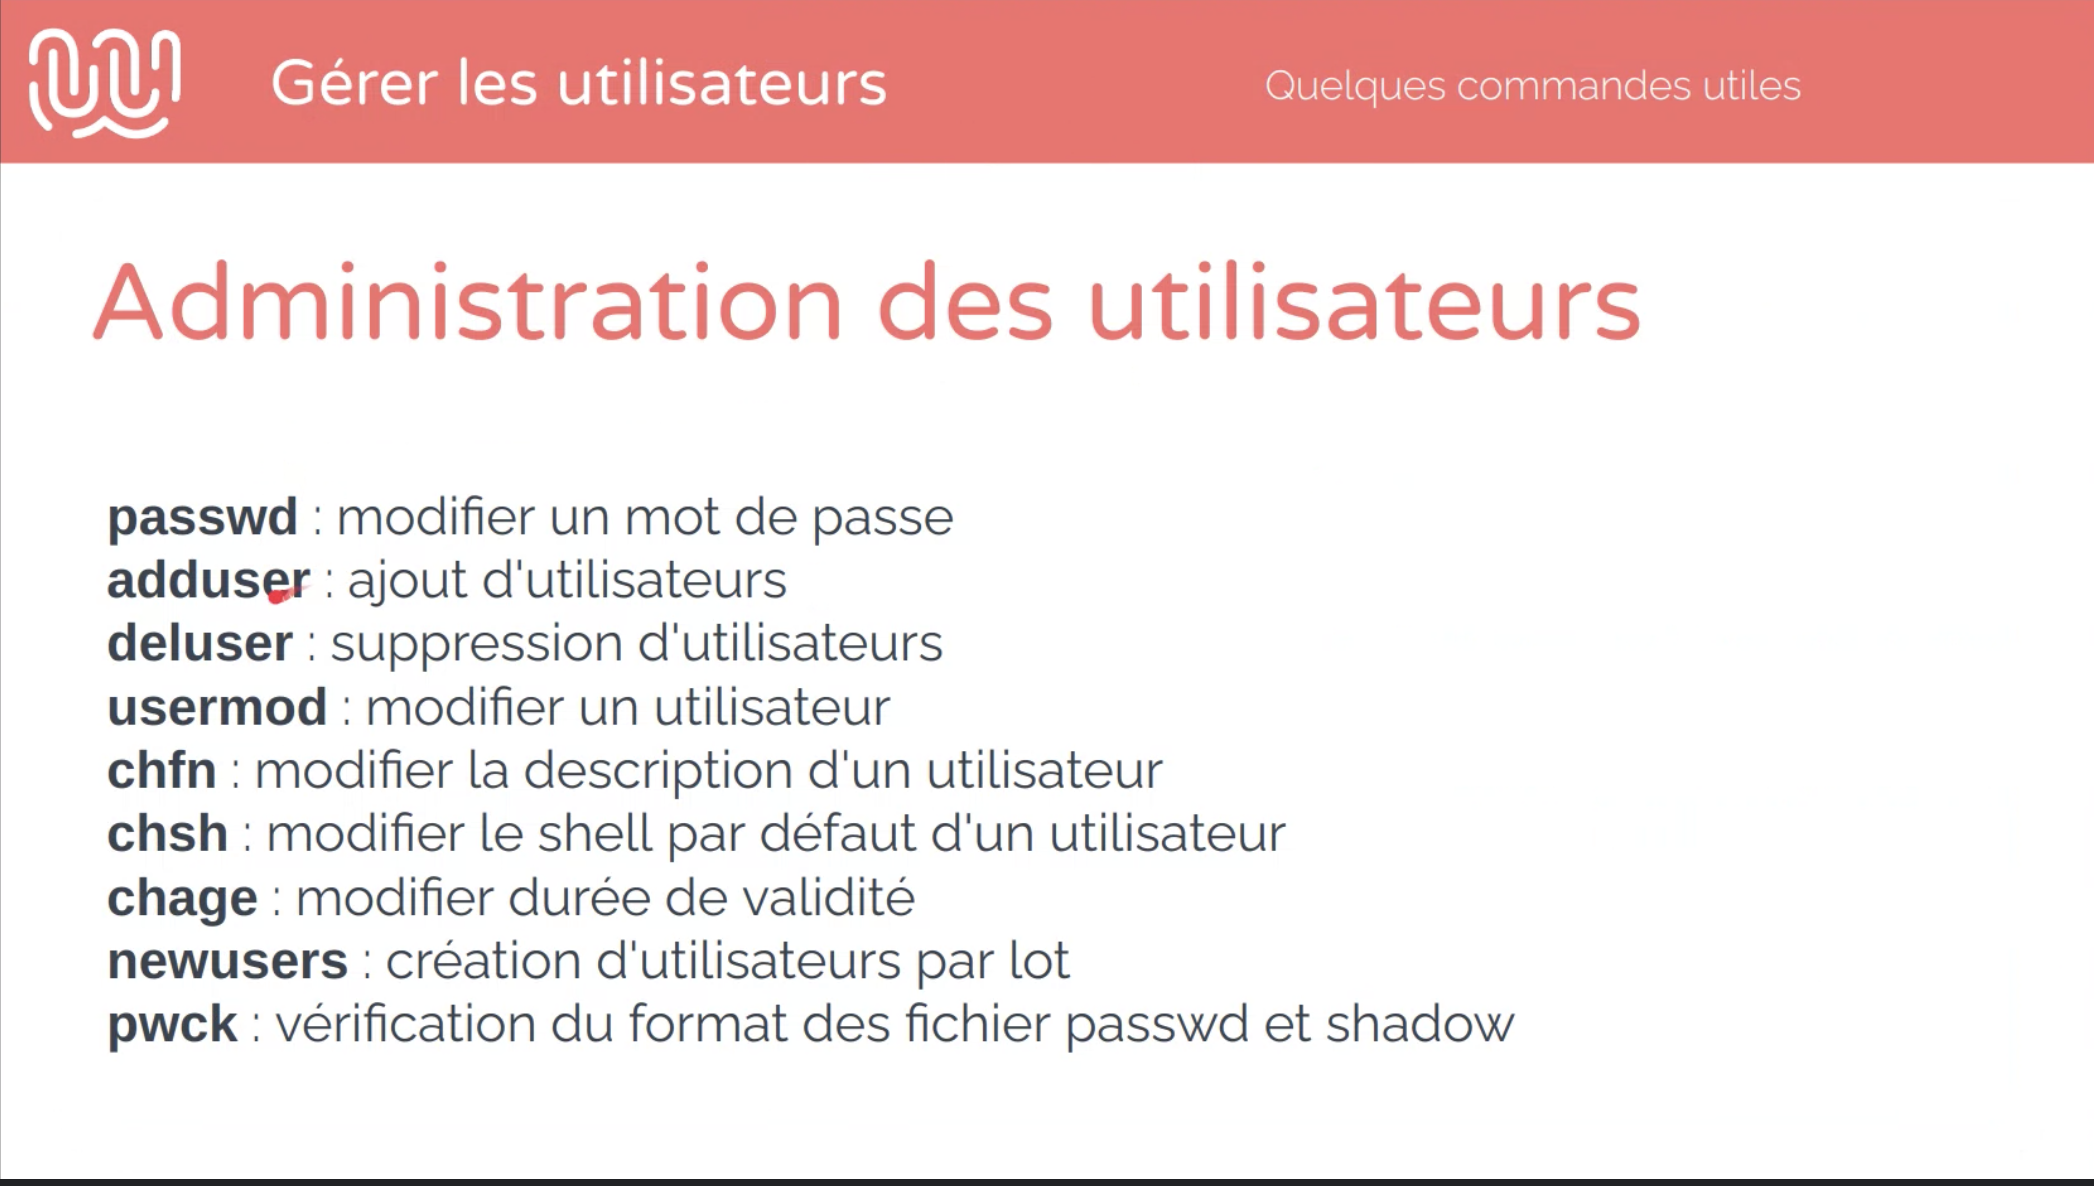 Gérer les utilisateurs
Quelques commandes utiles
Administration des utilisateurs
passwd : modifier un mot de passe
adduser : ajout d'utilisateurs
deluser : suppression d'utilisateurs
usermod : modifier un utilisateur
chfn : modifier la description d'un utilisateur
chsh : modifier le shell par défaut d'un utilisateur
chage : modifier durée de validité
newusers : création d'utilisateurs par lot
pwck : vérification du format des fichier passwd et shadow